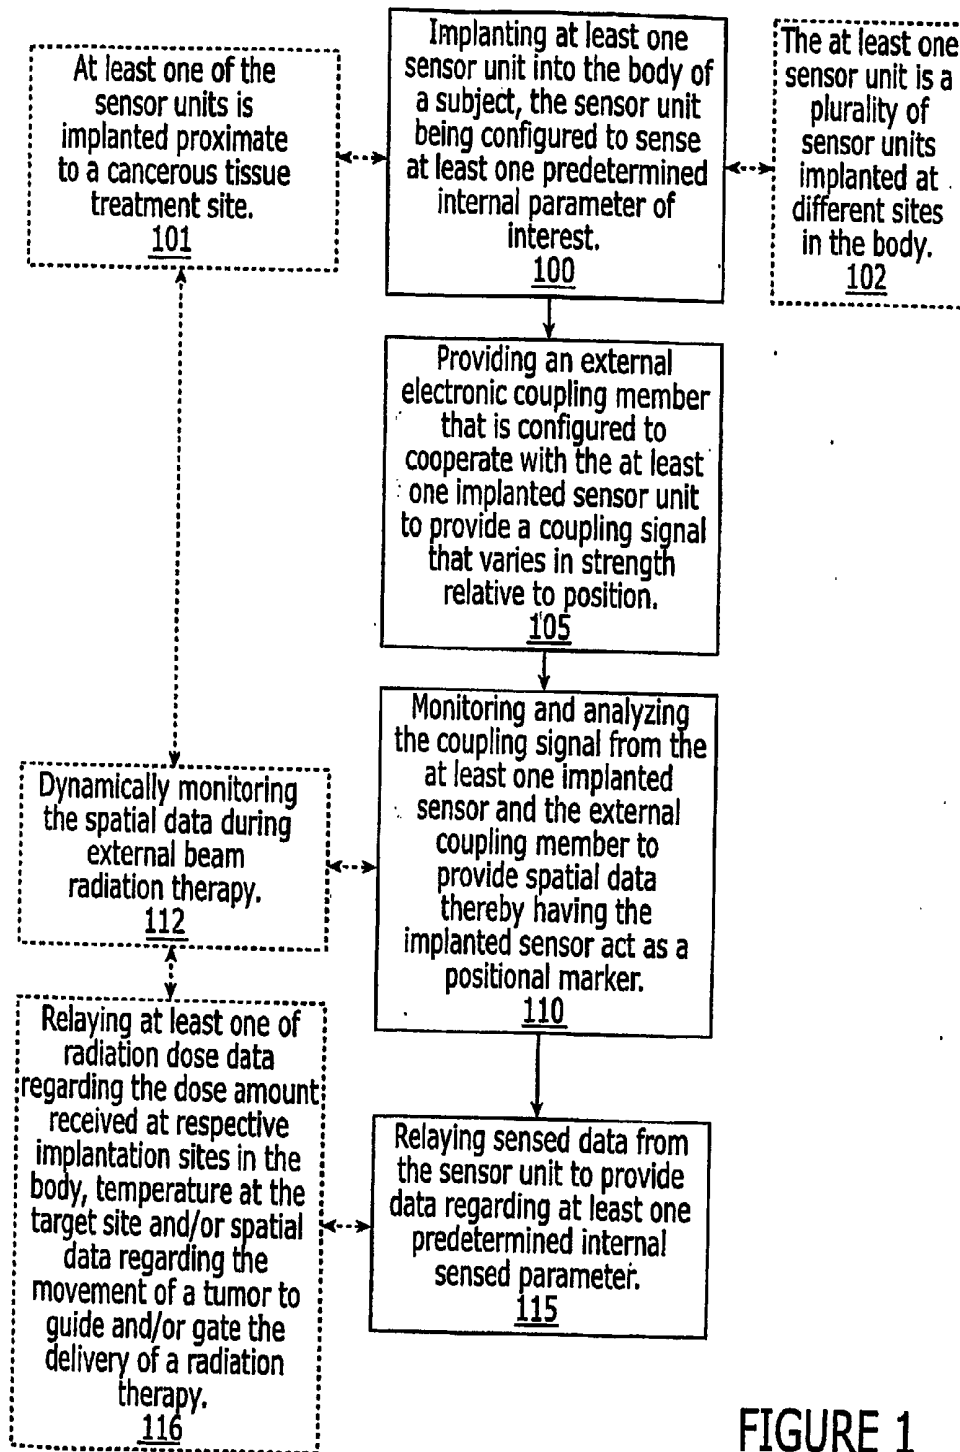 At least one of the
sensor units is
implanted proximate
to a cancerous tissue
treatment site.
101
Implanting at least one
sensor unit into the body of
a subject, the sensor unit
being configured to sense
at least one predetermined
internal parameter of
interest.
100
The at least one
sensor unit is a
plurality of
sensor units
implanted at
different sites
in the body.
102
Providing an external
electronic coupling member
that is configured to
cooperate with the at least
one implanted sensor unit
to provide a coupling signal
that varies in strength
relative to position.
105
Monitoring and analyzing
the coupling signal from the
at least one implanted
sensor and the external
coupling member to
provide spatial data
thereby having the
implanted sensor act as a
positional marker.
110
Dynamically monitoring
the spatial data during
external beam
radiation therapy.
112
Relaying at least one of
radiation dose data
regarding the dose amount
received at respective
implantation sites in the
body, temperature at the
target site and/or spatial
data regarding the
movement of a tumor to
guide and/or gate the
delivery of a radiation
therapy.
116
Relaying sensed data from
the sensor unit to provide
data regarding at least one
predetermined internal
sensed parameter.
115
FIGURE 1